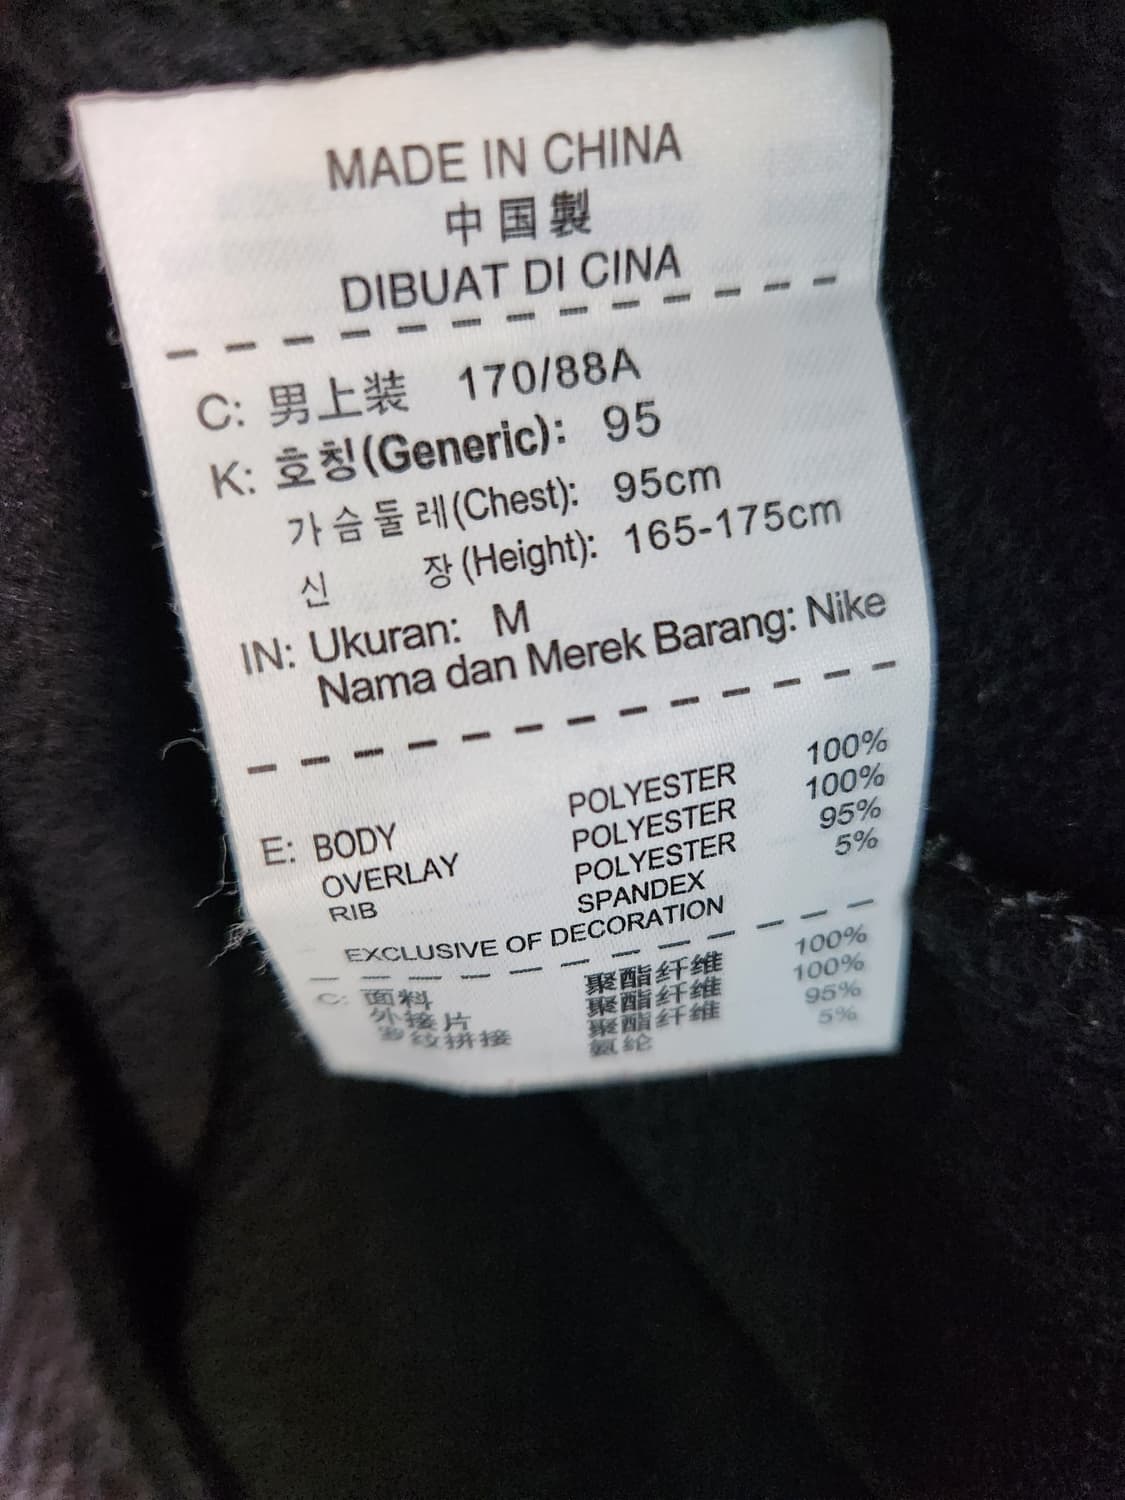 MADE IN CHINA
中国製
DIBUAT DI CINA
C: 男上装 170/88A
K: 호칭(Generic): 95
가슴둘레(Chest): 95cm
신 장(Height): 165-175cm
IN: Ukuran: M
Nama dan Merek Barang: Nike
E: BODY POLYESTER 100%
OVERLAY POLYESTER 100%
RIB POLYESTER 95%
SPANDEX 5%
EXCLUSIVE OF DECORATION
C: 面料 聚酯纤维 100%
外接片 聚酯纤维 100%
罗纹拼接 聚酯纤维 95%
氨纶 5%